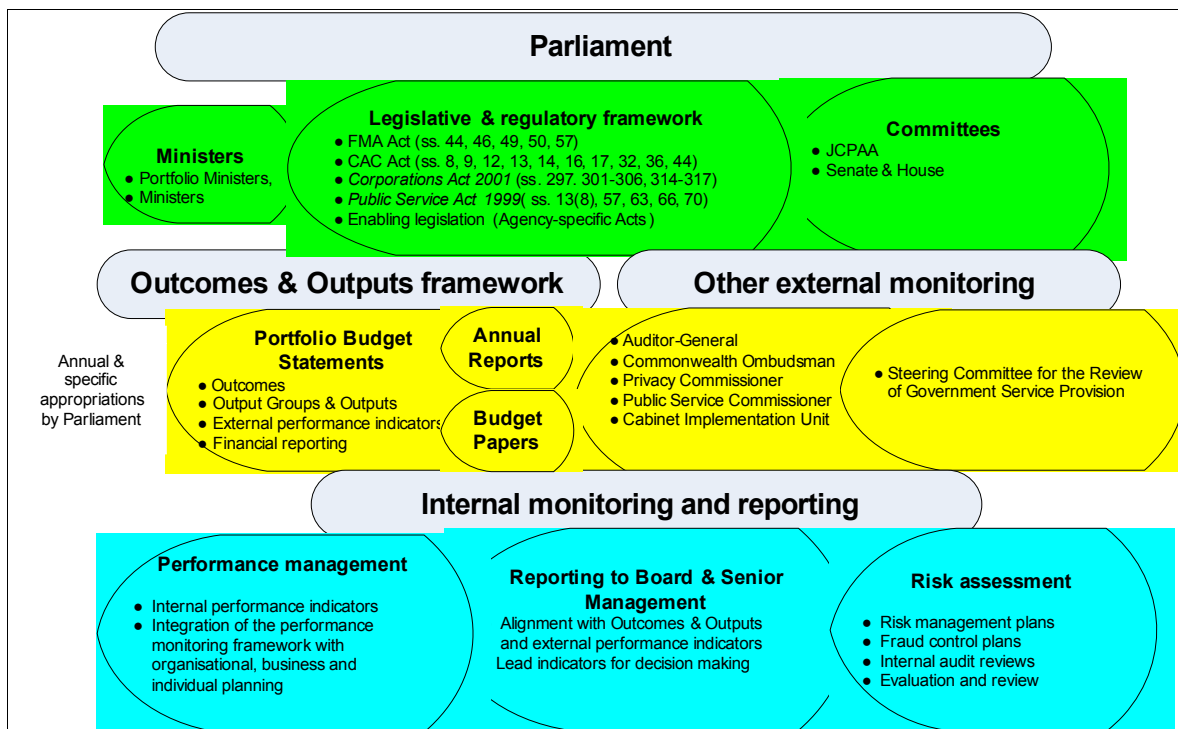 Parliament
Ministers
● Portfolio Ministers,
● Ministers
Legislative & regulatory framework
● FMA Act (ss. 44, 46, 49, 50, 57)
● CAC Act (ss. 8, 9, 12, 13, 14, 16, 17, 32, 36, 44)
● Corporations Act 2001 (ss. 297. 301-306, 314-317)
● Public Service Act 1999( ss. 13(8), 57, 63, 66, 70)
● Enabling legislation (Agency-specific Acts )
Committees
● JCPAA
● Senate & House
Outcomes & Outputs framework
Other external monitoring
Annual &
specific
appropriations
by Parliament
Portfolio Budget
Statements
● Outcomes
● Output Groups & Outputs
● External performance indicators
● Financial reporting
Annual
Reports
Budget
Papers
● Auditor-General
● Commonwealth Ombudsman
● Privacy Commissioner
● Public Service Commissioner
● Cabinet Implementation Unit
● Steering Committee for the Review
of Government Service Provision
Internal monitoring and reporting
Performance management
● Internal performance indicators
● Integration of the performance
monitoring framework with
organisational, business and
individual planning
Reporting to Board & Senior
Management
Alignment with Outcomes & Outputs
and external performance indicators
Lead indicators for decision making
Risk assessment
● Risk management plans
● Fraud control plans
● Internal audit reviews
● Evaluation and review